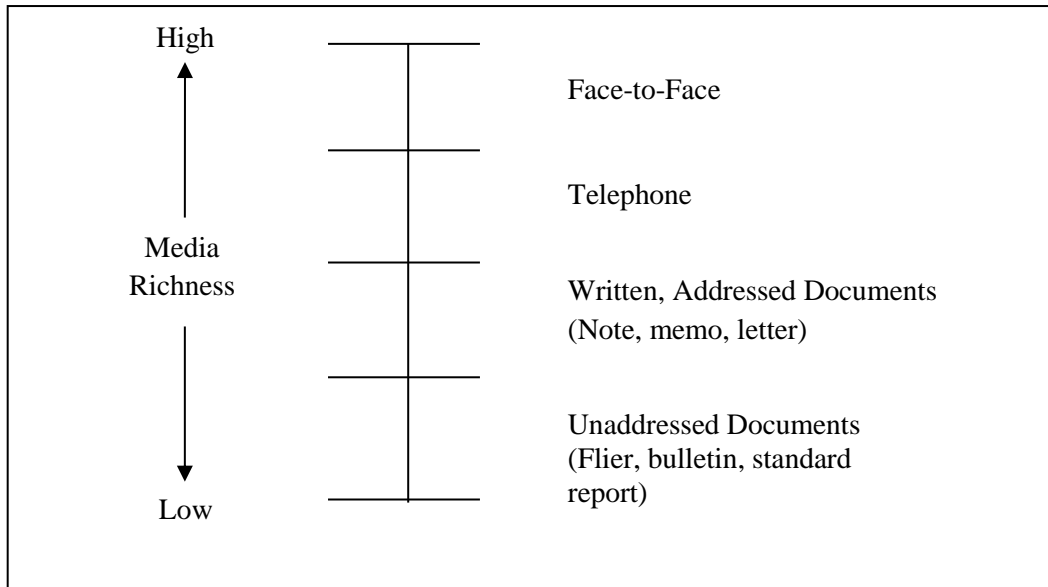 High
Face-to-Face
Telephone
Media
Richness
Written, Addressed Documents
(Note, memo, letter)
Unaddressed Documents
(Flier, bulletin, standard
report)
Low